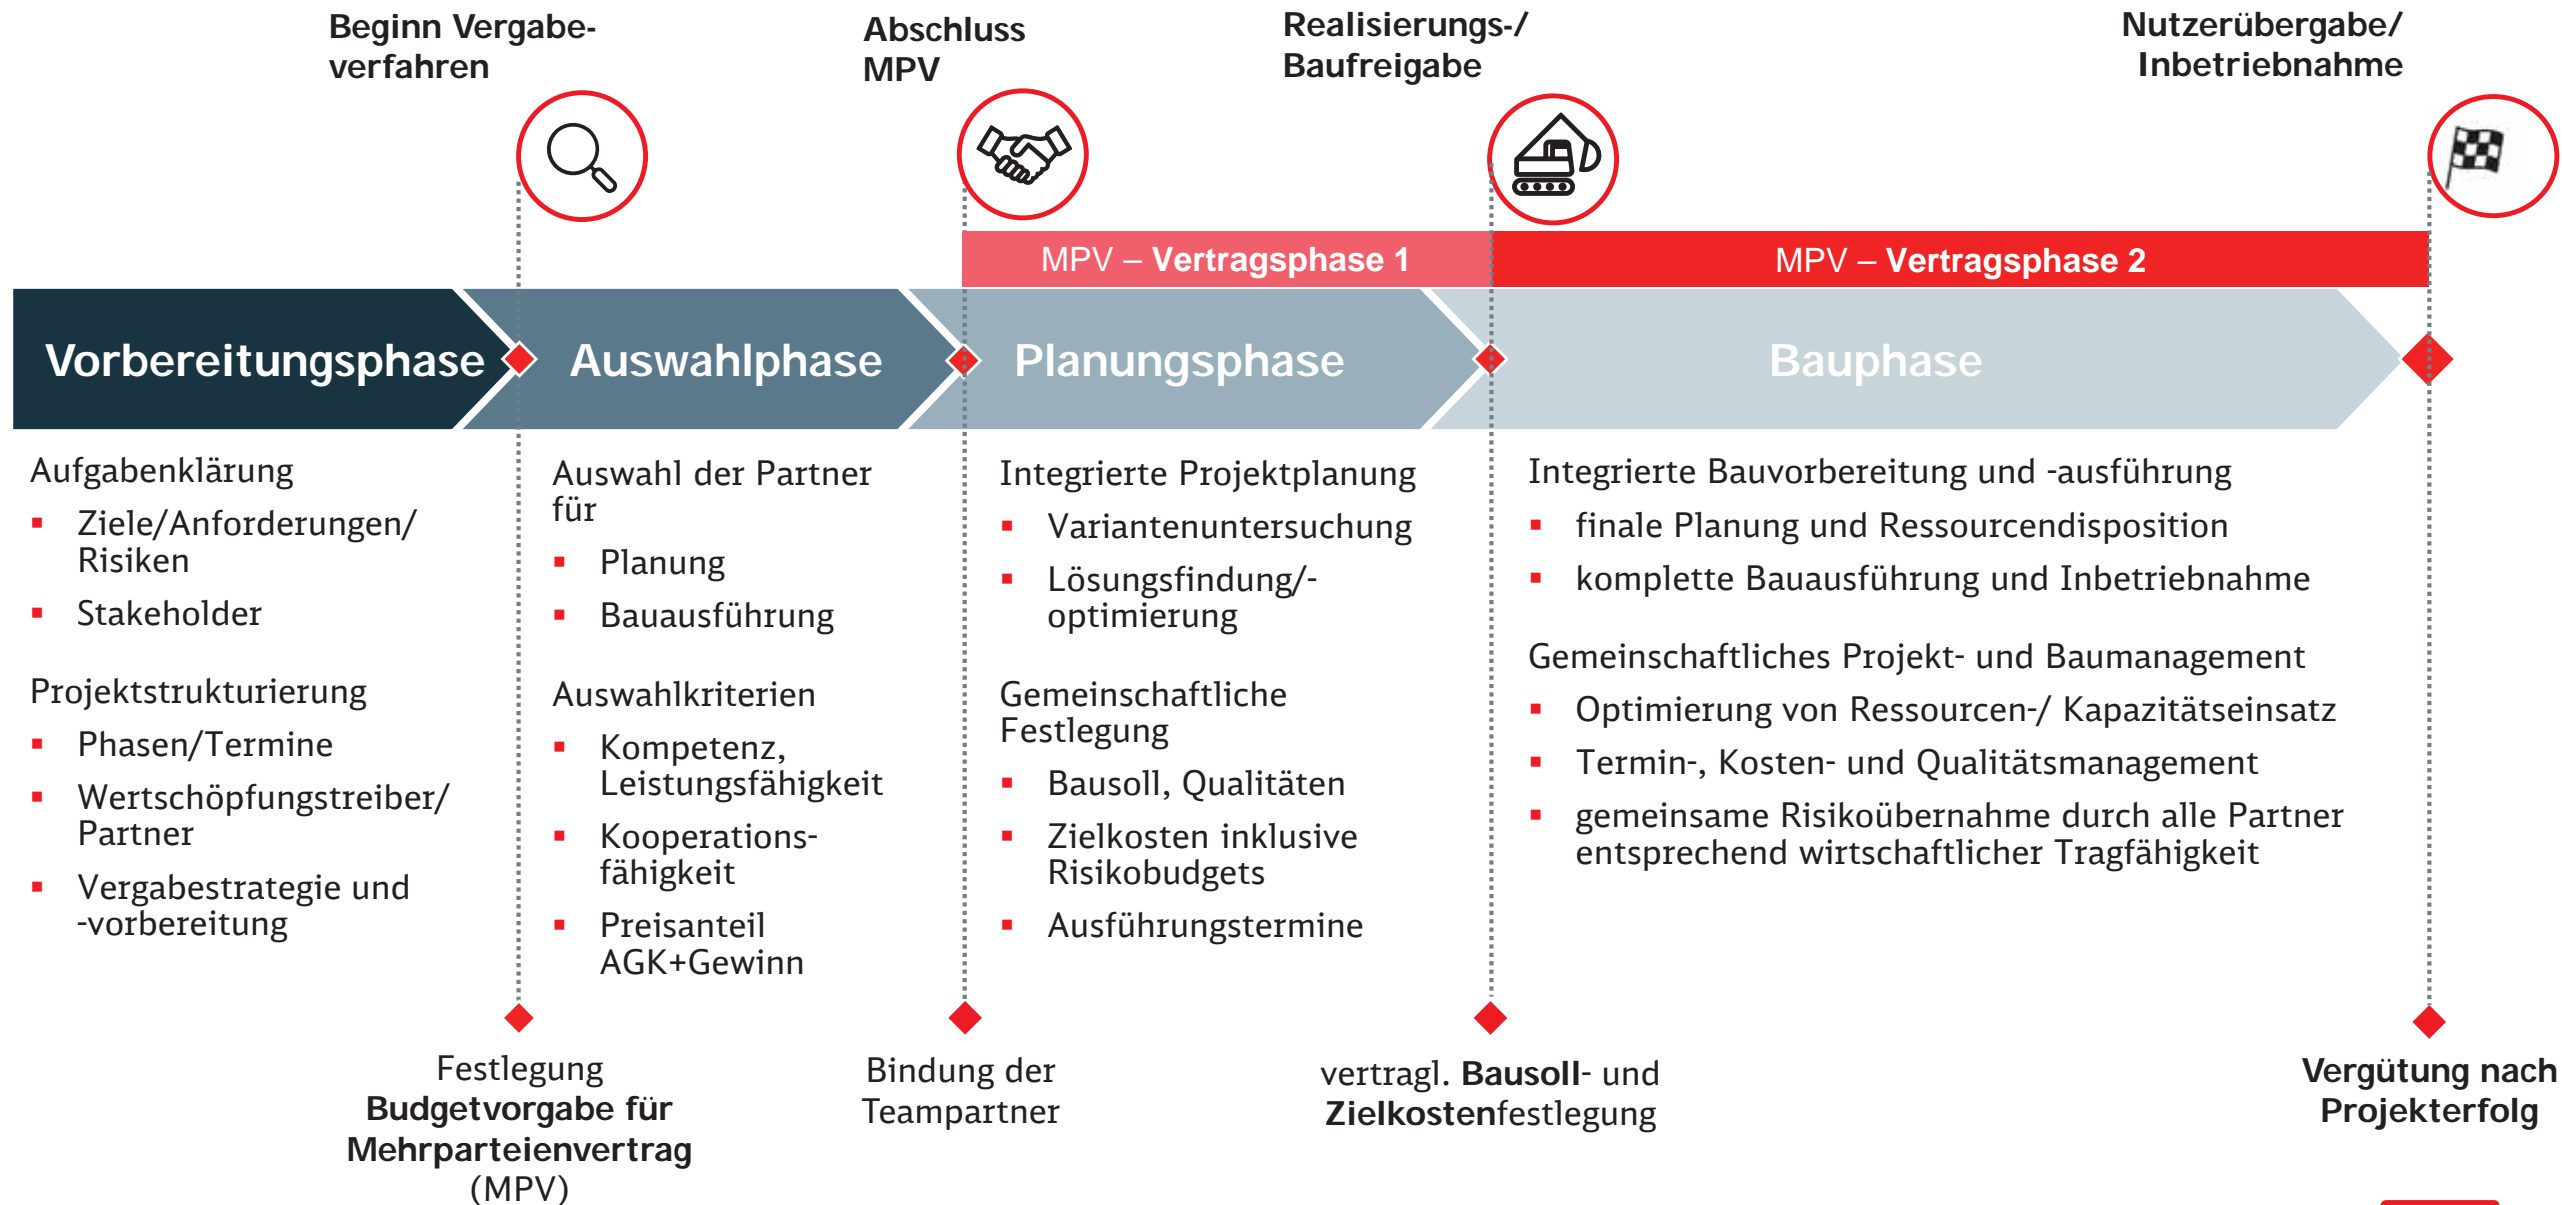 Beginn Vergabe-
verfahren
Abschluss
MPV
Realisierungs-/
Baufreigabe
Nutzerübergabe/
Inbetriebnahme
MPV – Vertragsphase 1
MPV – Vertragsphase 2
Vorbereitungsphase
Auswahlphase
Planungsphase
Bauphase
Aufgabenklärung
Ziele/Anforderungen/
Risiken
Stakeholder
Projektstrukturierung
Phasen/Termine
Wertschöpfungstreiber/
Partner
Vergabestrategie und
-vorbereitung
Auswahl der Partner
für
Planung
Bauausführung
Auswahlkriterien
Kompetenz,
Leistungsfähigkeit
Kooperations-
fähigkeit
Preisanteil
AGK+Gewinn
Integrierte Projektplanung
Variantenuntersuchung
Lösungsfindung/-
optimierung
Gemeinschaftliche
Festlegung
Bausoll, Qualitäten
Zielkosten inklusive
Risikobudgets
Ausführungstermine
Integrierte Bauvorbereitung und -ausführung
finale Planung und Ressourcendisposition
komplette Bauausführung und Inbetriebnahme
Gemeinschaftliches Projekt- und Baumanagement
Optimierung von Ressourcen-/ Kapazitätseinsatz
Termin-, Kosten- und Qualitätsmanagement
gemeinsame Risikoübernahme durch alle Partner
entsprechend wirtschaftlicher Tragfähigkeit
Festlegung
Budgetvorgabe für
Mehrparteienvertrag
(MPV)
Bindung der
Teampartner
vertragl. Bausoll- und
Zielkostenfestlegung
Vergütung nach
Projekterfolg